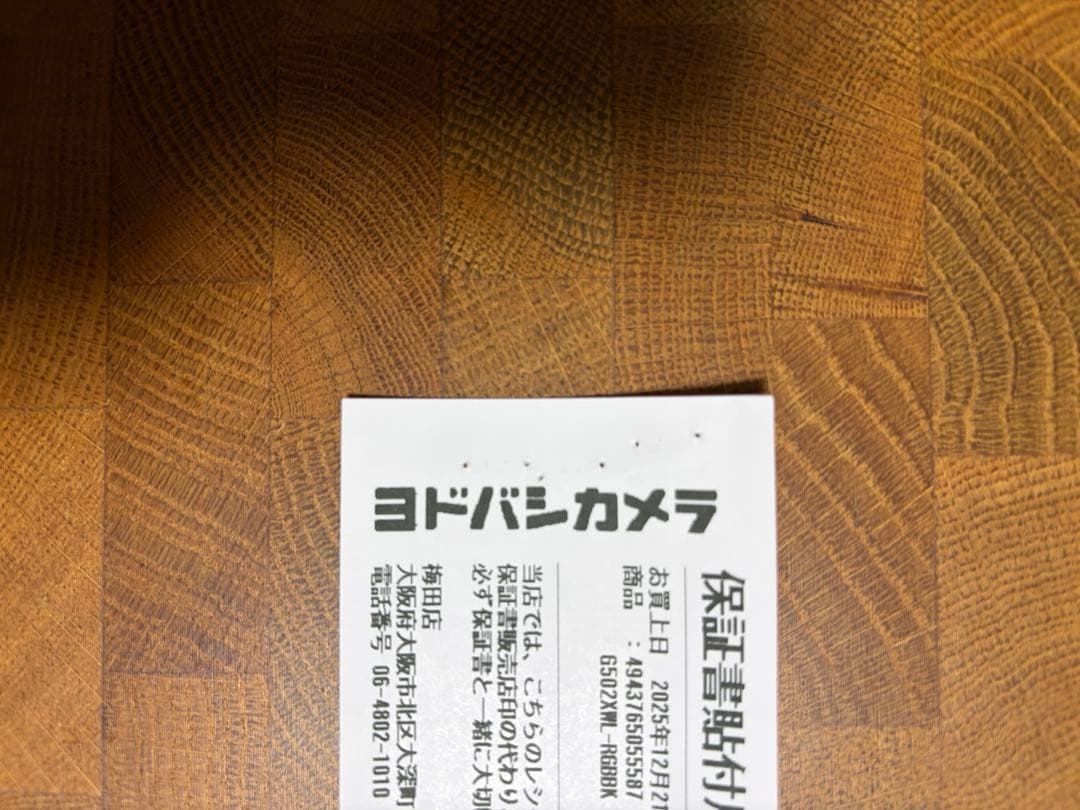 ヨドバシカメラ
保証書貼付
お買上日 2025年12月2
商品 : 4943765055587
G502XWL-RGBBK
当店では、こちらのレシ
保証書販売店印の代わり
必ず保証書と一緒に大切
梅田店
大阪府大阪市北区大深町
電話番号 06-4802-1010